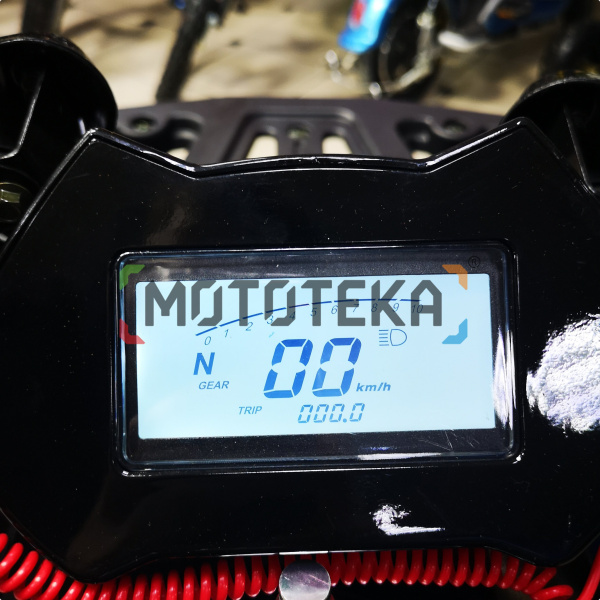 ®
MOTOTEKA
0 1 2 3 4 5 6 7 8 9 10
N 00 km/h
GEAR
TRIP 000.0